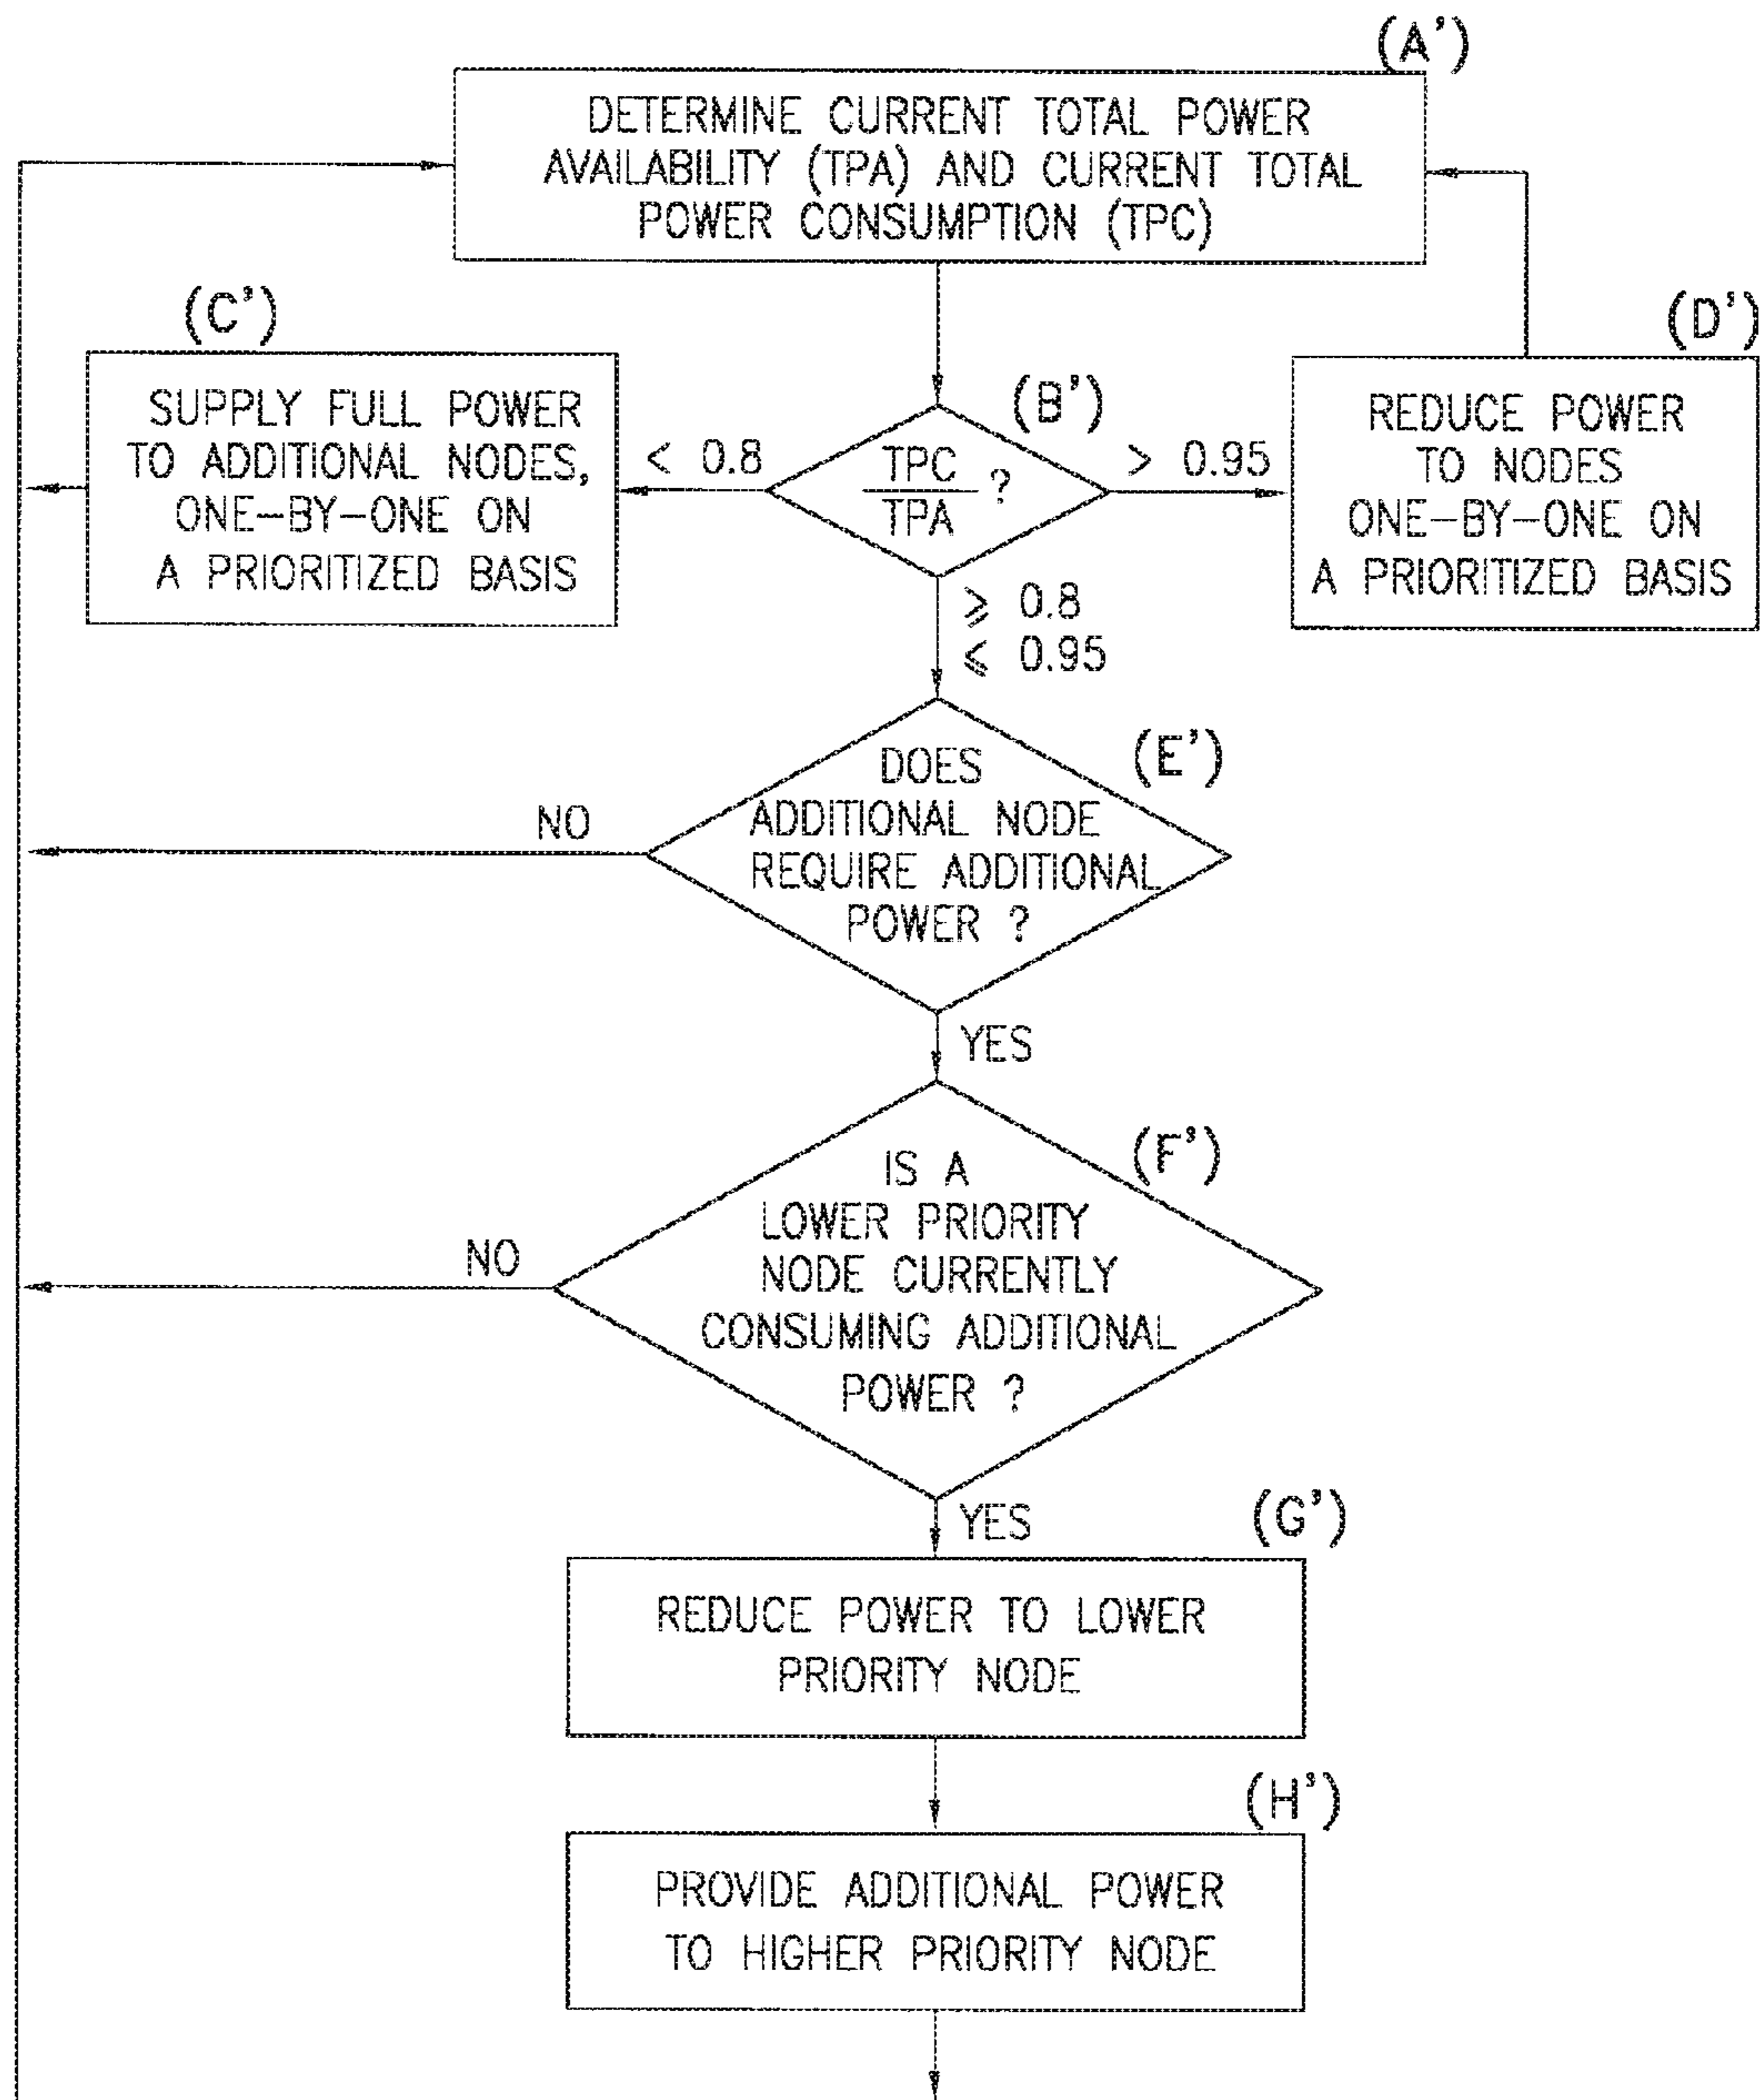 (A')
DETERMINE CURRENT TOTAL POWER
AVAILABILITY (TPA) AND CURRENT TOTAL
POWER CONSUMPTION (TPC)
(C')
SUPPLY FULL POWER
TO ADDITIONAL NODES,
ONE-BY-ONE ON
A PRIORITIZED BASIS
< 0.8
(B')
TPC
TPA
?
> 0.95
(D')
REDUCE POWER
TO NODES
ONE-BY-ONE ON
A PRIORITIZED BASIS
⩾ 0.8
⩽ 0.95
(E')
DOES
ADDITIONAL NODE
REQUIRE ADDITIONAL
POWER ?
NO
YES
(F')
IS A
LOWER PRIORITY
NODE CURRENTLY
CONSUMING ADDITIONAL
POWER ?
NO
YES
(G')
REDUCE POWER TO LOWER
PRIORITY NODE
(H')
PROVIDE ADDITIONAL POWER
TO HIGHER PRIORITY NODE